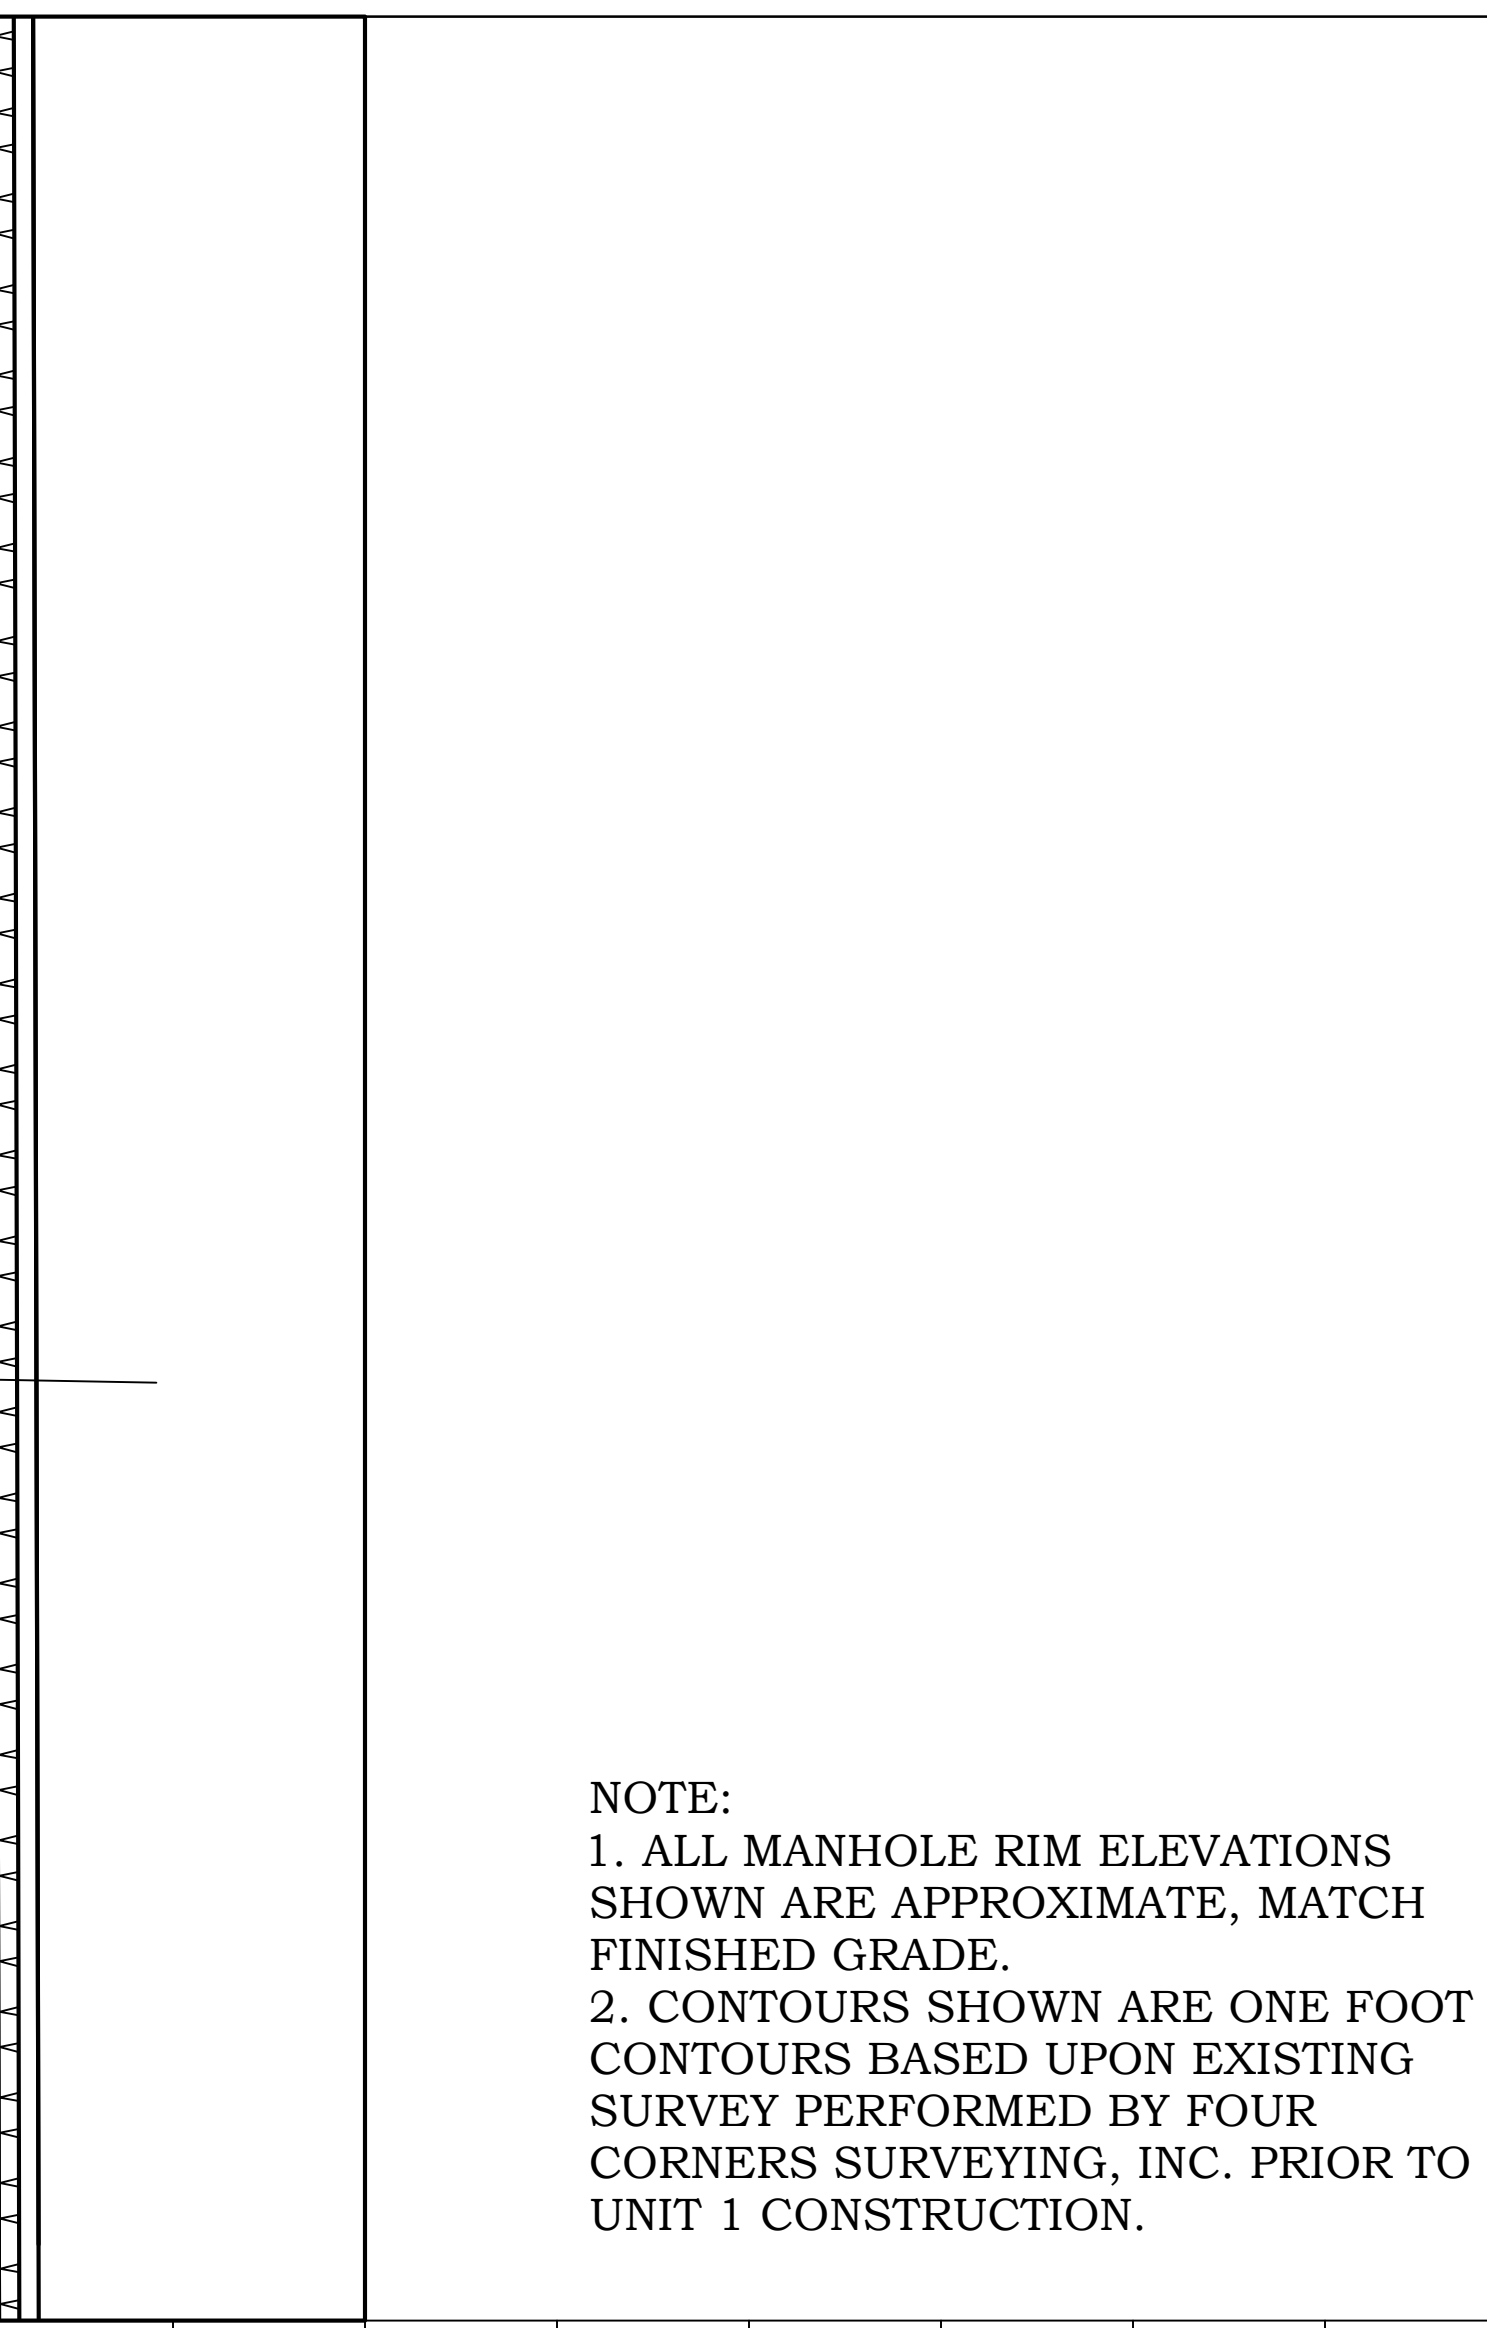 NOTE:
1. ALL MANHOLE RIM ELEVATIONS
SHOWN ARE APPROXIMATE, MATCH
FINISHED GRADE.
2. CONTOURS SHOWN ARE ONE FOOT
CONTOURS BASED UPON EXISTING
SURVEY PERFORMED BY FOUR
CORNERS SURVEYING, INC. PRIOR TO
UNIT 1 CONSTRUCTION.